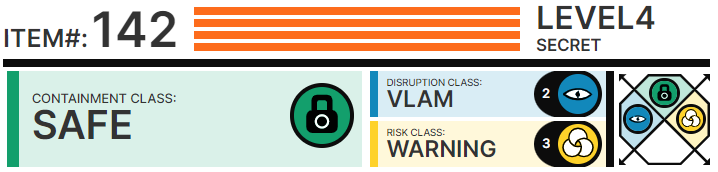 ITEM#: 142
LEVEL4
SECRET
CONTAINMENT CLASS:
SAFE
DISRUPTION CLASS:
VLAM
2
RISK CLASS:
WARNING
3